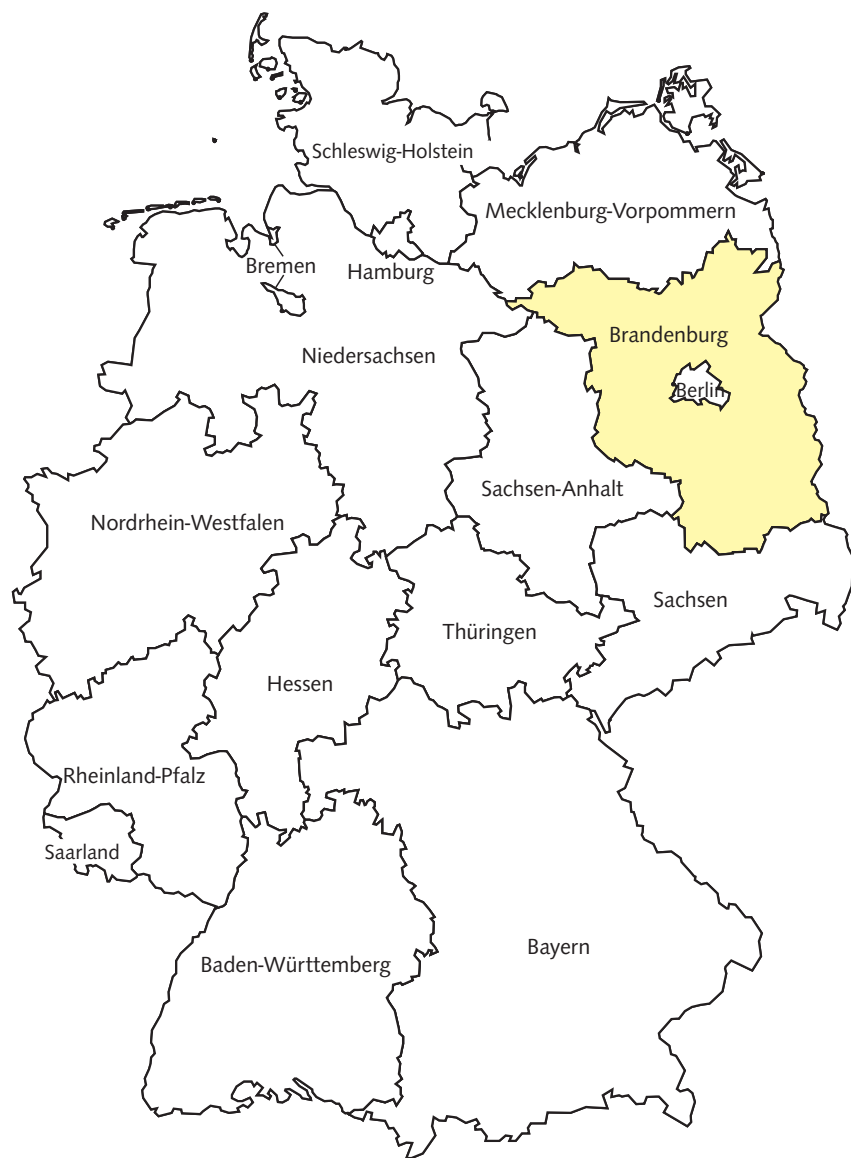 Schleswig-Holstein
Mecklenburg-Vorpommern
Bremen
Hamburg
Brandenburg
Niedersachsen
Berlin
Sachsen-Anhalt
Nordrhein-Westfalen
Sachsen
Thüringen
Hessen
Rheinland-Pfalz
Saarland
Bayern
Baden-Württemberg